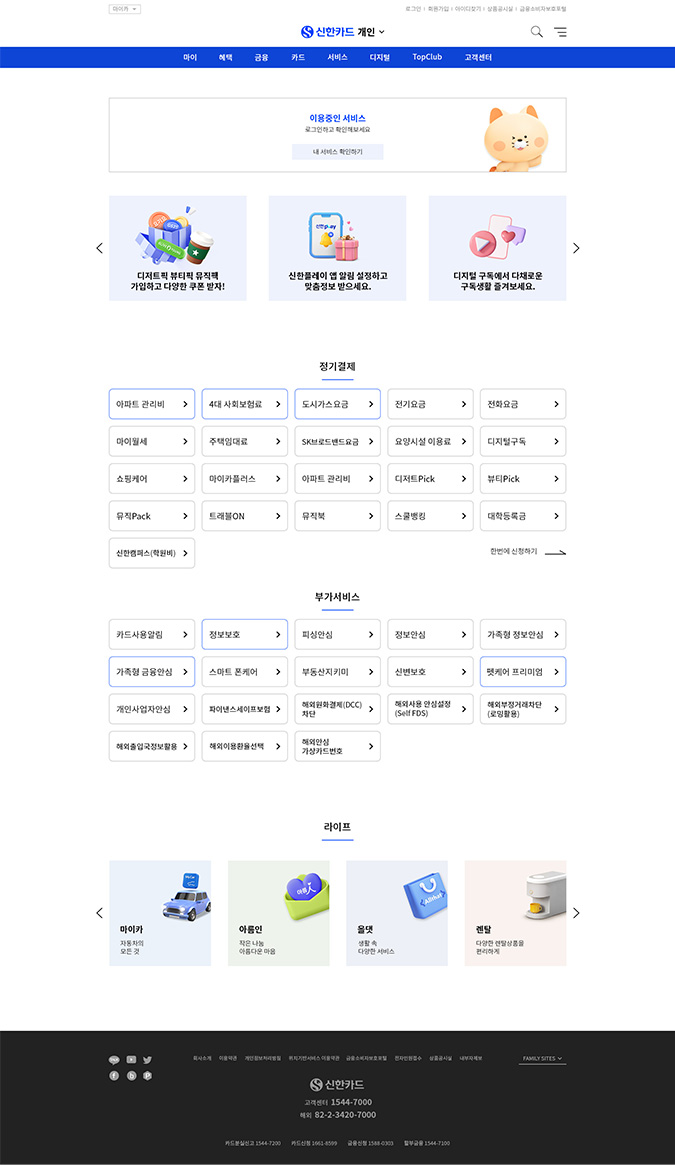 마이카
로그인 | 회원가입 | 아이디찾기 | 상품공시실 | 금융소비자보호포털
신한카드 개인
마이 혜택 금융 카드 서비스 디지털 TopClub 고객센터
이용중인 서비스
로그인하고 확인해보세요
내 서비스 확인하기
신한pLay
디저트픽 뷰티픽 뮤직팩
가입하고 다양한 쿠폰 받자!
신한플레이 앱 알림 설정하고
맞춤정보 받으세요.
디지털 구독에서 다채로운
구독생활 즐겨보세요.
정기결제
아파트 관리비 4대 사회보험료 도시가스요금 전기요금 전화요금
마이월세 주택임대료 SK브로드밴드요금 요양시설 이용료 디지털구독
쇼핑케어 마이카플러스 아파트 관리비 디저트Pick 뷰티Pick
뮤직Pack 트래블ON 뮤직북 스쿨뱅킹 대학등록금
신한캠퍼스(학원비) 한번에 신청하기
부가서비스
카드사용알림 정보보호 피싱안심 정보안심 가족형 정보안심
가족형 금융안심 스마트 폰케어 부동산지키미 신변보호 펫케어 프리미엄
개인사업자안심 파이낸스세이프보험 해외원화결제(DCC) 해외사용 안심설정 해외부정거래차단
차단 (Self FDS) (로밍활용)
해외출입국정보활용 해외이용환율선택 해외안심
가상카드번호
라이프
아름人
Allthat
마이카 아름인 올댓 렌탈
자동차의 작은 나눔 생활 속 다양한 렌탈상품을
모든 것 아름다운 마음 다양한 서비스 편리하게
회사소개 이용약관 개인정보처리방침 위치기반서비스 이용약관 금융소비자보호포털 전자민원접수 상품공시실 내부자제보
FAMILY SITES
신한카드
고객센터 1544-7000
해외 82-2-3420-7000
카드분실신고 1544-7200 카드신청 1661-8599 금융신청 1588-0303 할부금융 1544-7100